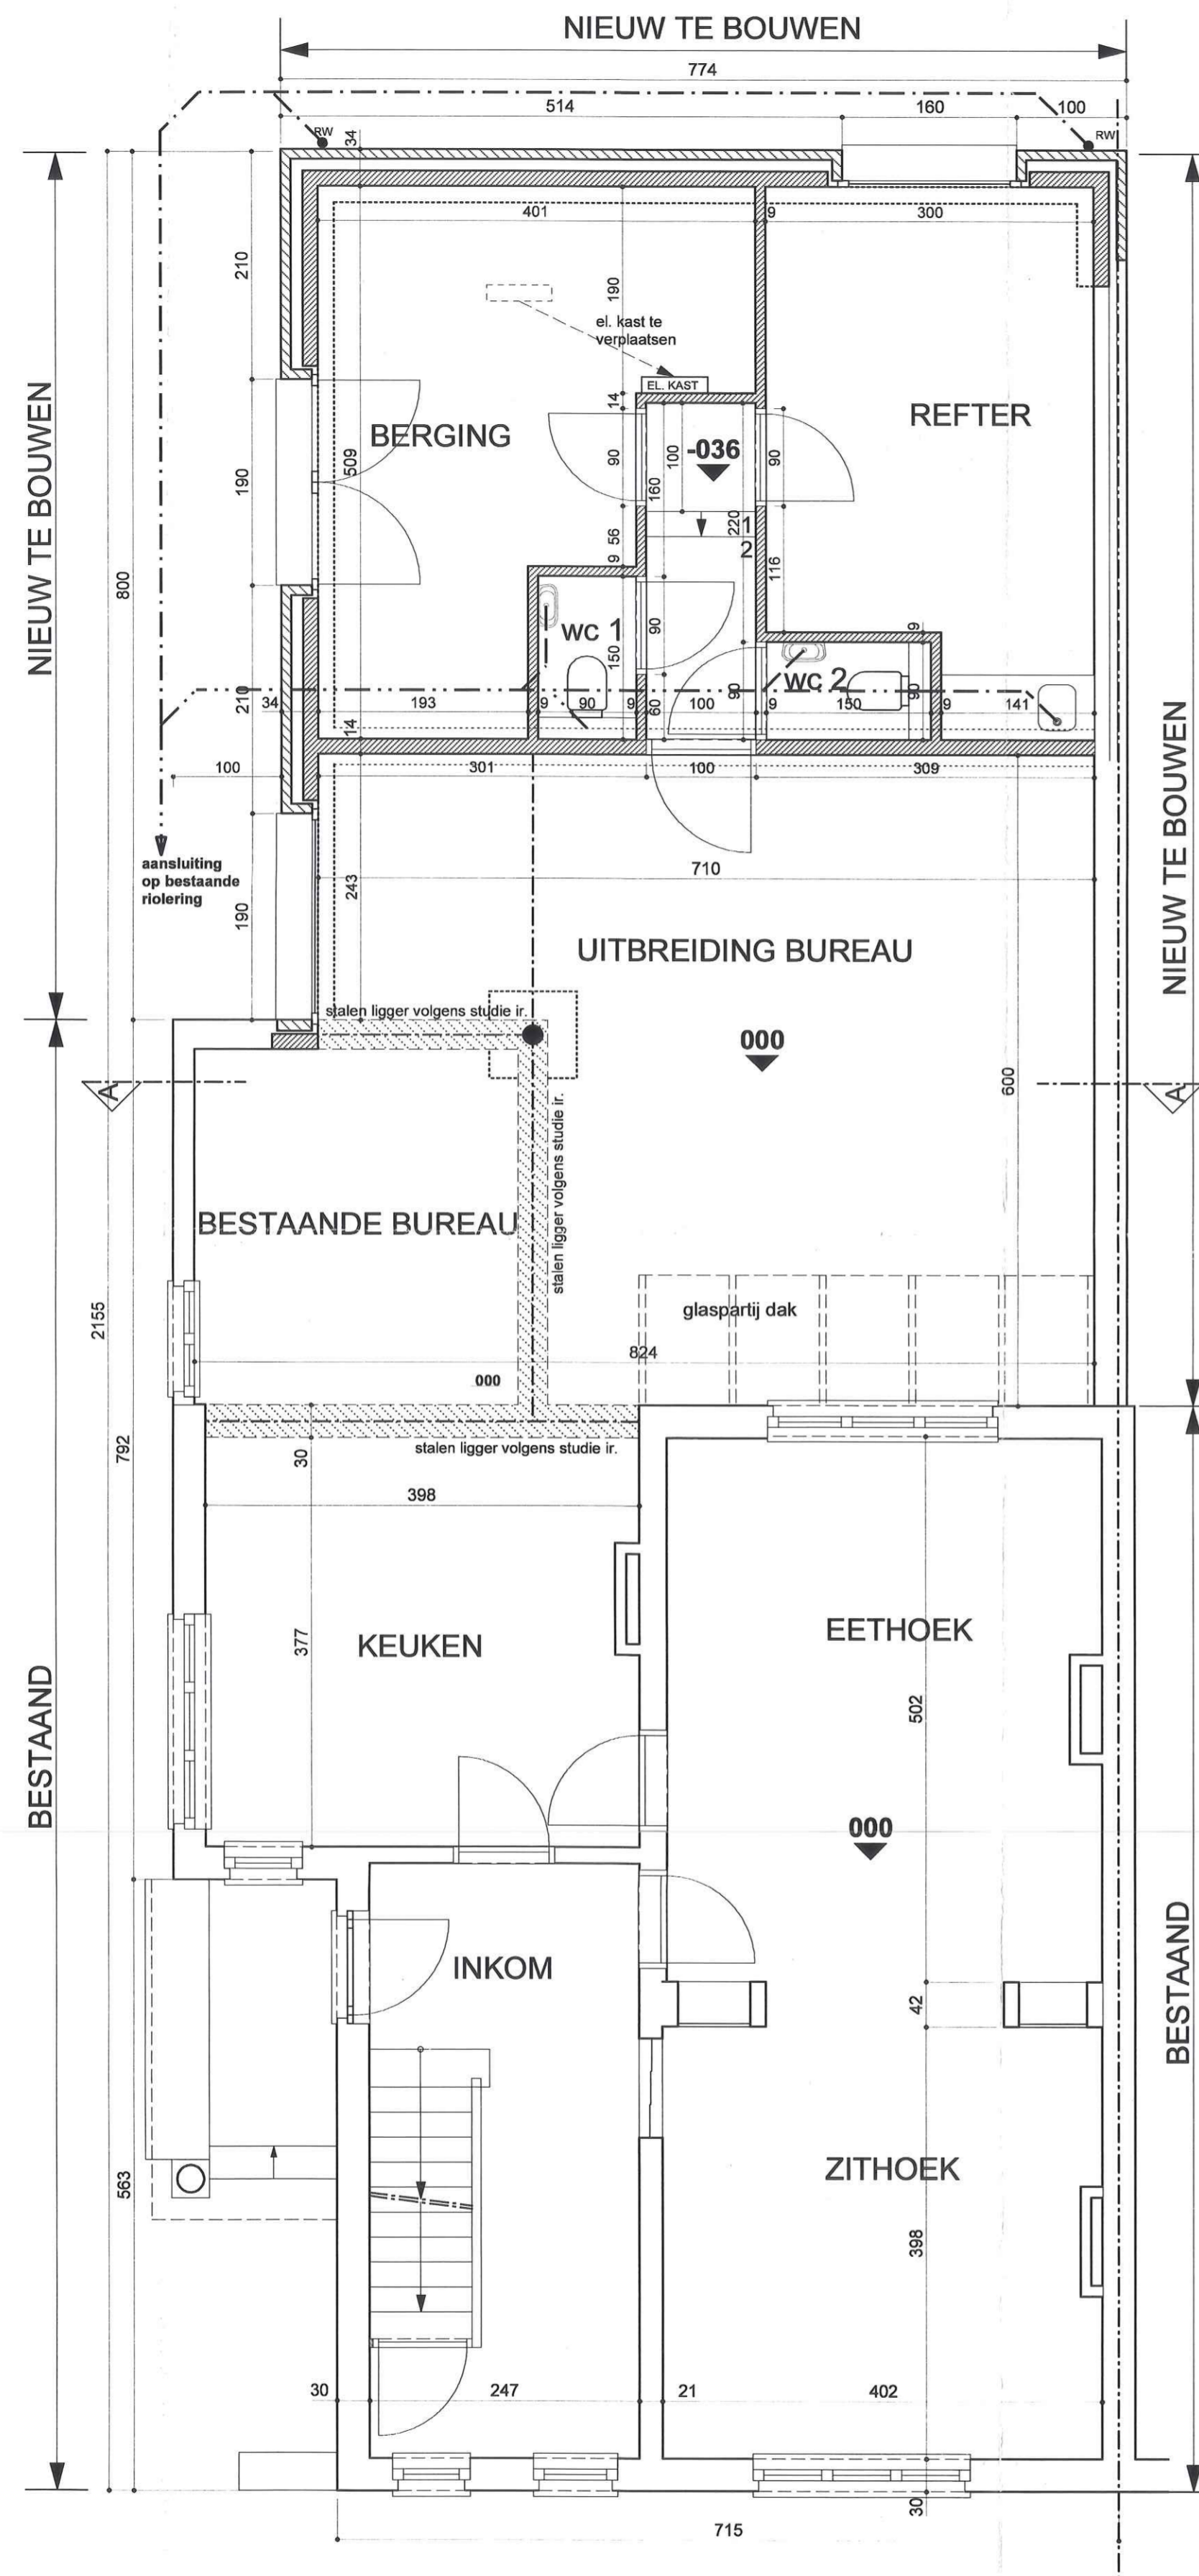 NIEUW TE BOUWEN
774
514 160 100
RW RW
34
401 9 300
210
190
el. kast te
verplaatsen
EL. KAST
14
NIEUW TE BOUWEN
BERGING
REFTER
-036
90
100
90
509
190
160
220
1
2
56
9
116
800
WC 1
150
90
9
WC 2
90
90
210
34 193 9 90 9 60 100 9 150 9 141
14
100 301 100 309
NIEUW TE BOUWEN
aansluiting
op bestaande
riolering
710
243
190
UITBREIDING BUREAU
stalen ligger volgens studie ir.
000
A A
600
stalen ligger volgens studie ir.
BESTAANDE BUREAU
2155
glaspartij dak
824
000
stalen ligger volgens studie ir.
30
792
398
KEUKEN
377
EETHOEK
502
BESTAAND
000
INKOM
42
BESTAAND
ZITHOEK
563
398
30 247 21 402
30
715